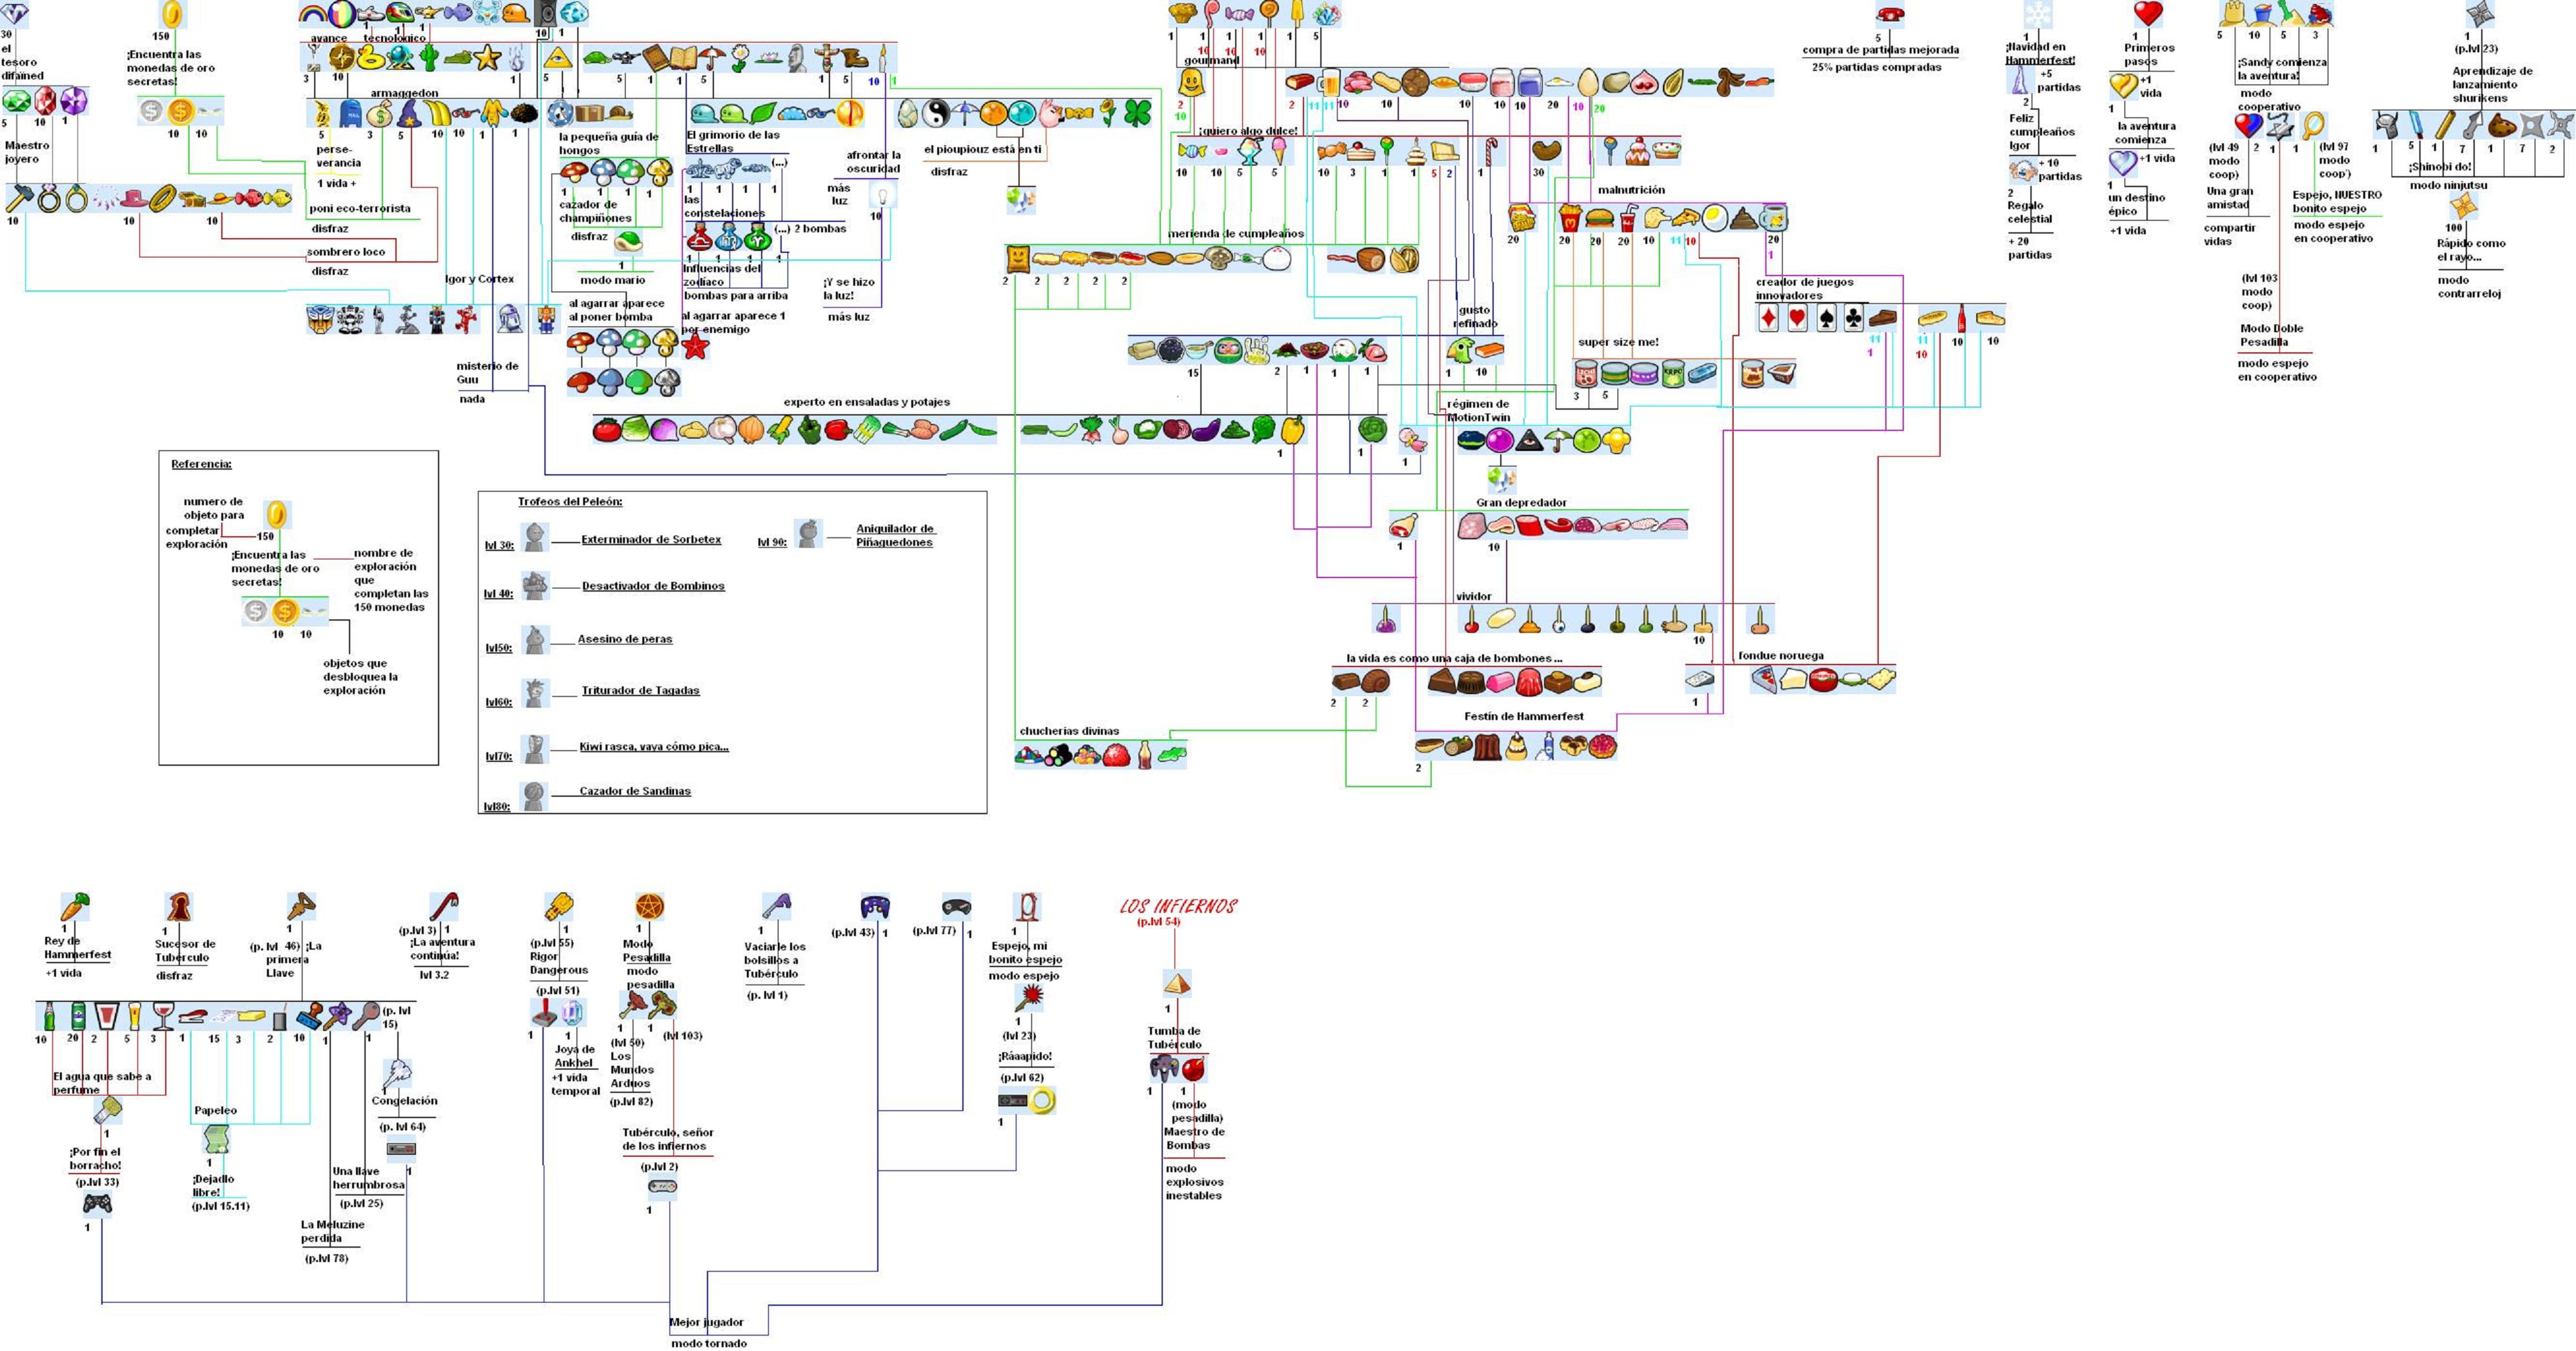 30
el
tesoro
difained
5
10
1
Maestro
joyero
10
150
¡Encuentra las
monedas de oro
secretas!
10 10
10
10
avance tecnológico
1 1 1
10 1
3 10 1
armaggedon
5 3 5 10 10 1 1
perse-
verancia
1 vida +
poni eco-terrorista
disfraz
sombrero loco
disfraz
Igor y Cortex
misterio de
Guu
nada
5 5 1 1 5 1 5 10 1
la pequeña guía de
hongos
1 1 1 1
cazador de
champiñones
disfraz
1
modo mario
al agarrar aparece
al poner bomba
El grimorio de las
Estrellas
(...)
1 1 1 1
las
constelaciones
(...) 2 bombas
1 1 1 1
Influencias del
zodíaco
bombas para arriba
al agarrar aparece 1
por enemigo
afrontar la
oscuridad
más
luz
10
¡Y se hizo
la luz!
más luz
el pioupiouz está en ti
disfraz
1 1 1 1 1 5
10 10 10
gourmand
2
10
2 11 11 10 10 10 10 10 20 10 20
¡quiero algo dulce!
10 10 5 5 10 3 1 1 5 2 1 30
malnutrición
20 20 20 20 10 11 10 20
1
merienda de cumpleaños
2 2 2 2 2
creador de juegos
innovadores
11
1
11
10
10 10
gusto
refinado
15 2 1 1 1 1 10
super size me!
3 5
experto en ensaladas y potajes
1 1 1
régimen de
MotionTwin
Gran depredador
1 10
vividor
10
la vida es como una caja de bombones ...
2 2
fondue noruega
1
Festín de Hammerfest
2
chucherias divinas
5
compra de partidas mejorada
25% partidas compradas
1
¡Navidad en
Hammerfest!
+5
partidas
2
Feliz
cumpleaños
Igor
+ 10
partidas
2
Regalo
celestial
+ 20
partidas
1
Primeros
pasos
+1
vida
1
la aventura
comienza
+1 vida
1
un destino
épico
+1 vida
5 10 5 3
¡Sandy comienza
la aventura!
modo
cooperativo
(lvl 49
modo
coop)
2 1 1
(lvl 97
modo
coop)
Una gran
amistad
compartir
vidas
Espejo, NUESTRO
bonito espejo
modo espejo
en cooperativo
(lvl 103
modo
coop)
Modo Doble
Pesadilla
modo espejo
en cooperativo
1
(p.lvl 23)
Aprendizaje de
lanzamiento
shurikens
1 5 1 7 1 7 2
¡Shinobi do!
modo ninjutsu
100
Rápido como
el rayo...
modo
contrarreloj
Referencia:
numero de
objeto para
completar
exploración
150
¡Encuentra las
monedas de oro
secretas!
nombre de
exploración
que
completan las
150 monedas
10 10
objetos que
desbloquea la
exploración
Trofeos del Peleón:
lvl 30:
Exterminador de Sorbetex
lvl 40:
Desactivador de Bombinos
lvl50:
Asesino de peras
lvl60:
Triturador de Tagadas
lvl70:
Kiwi rasca, vaya cómo pica...
lvl80:
Cazador de Sandinas
lvl 90:
Aniquilador de
Piñaguedones
1
Rey de
Hammerfest
+1 vida
1
Sucesor de
Tubérculo
disfraz
1
(p. lvl 46) ¡La
primera
Llave
(p.lvl 3) 1
¡La aventura
continúa!
lvl 3.2
10 20 2 5 3 1 15 3 2 10 1 1
(p. lvl
15)
El agua que sabe a
perfume
1
¡Por fin el
borracho!
(p.lvl 33)
1
Papeleo
1
¡Dejadlo
libre!
(p.lvl 15.11)
Una llave
herrumbrosa
(p.lvl 25)
La Meluzine
perdida
(p.lvl 78)
1
Congelación
(p. lvl 64)
1
1
(p.lvl 55)
Rigor
Dangerous
(p.lvl 51)
1 1
Joya de
Ankhel
+1 vida
temporal
1
Modo
Pesadilla
modo
pesadilla
1 1
(lvl 50)
(lvl 103)
Los
Mundos
Arduos
(p.lvl 82)
Tubérculo, señor
de los infiernos
(p.lvl 2)
1
1
Vaciarle los
bolsillos a
Tubérculo
(p. lvl 1)
(p.lvl 43) 1
(p.lvl 77) 1
1
Espejo, mi
bonito espejo
modo espejo
1
(lvl 23)
¡Ráaapido!
(p.lvl 62)
1
LOS INFIERNOS
(p.lvl 54)
1
Tumba de
Tubérculo
1 1
(modo
pesadilla)
Maestro de
Bombas
modo
explosivos
inestables
Mejor jugador
modo tornado